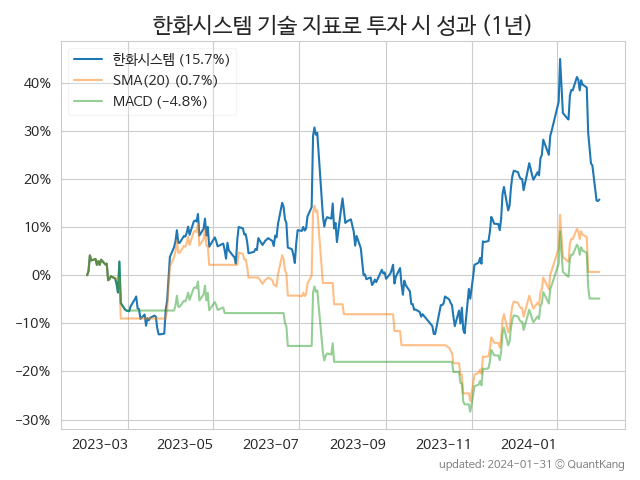 한화시스템 기술 지표로 투자 시 성과 (1년)
한화시스템 (15.7%)
SMA(20) (0.7%)
MACD (−4.8%)
40%
30%
20%
10%
0%
−10%
−20%
−30%
2023-03 2023-05 2023-07 2023-09 2023-11 2024-01
updated: 2024-01-31 © QuantKang